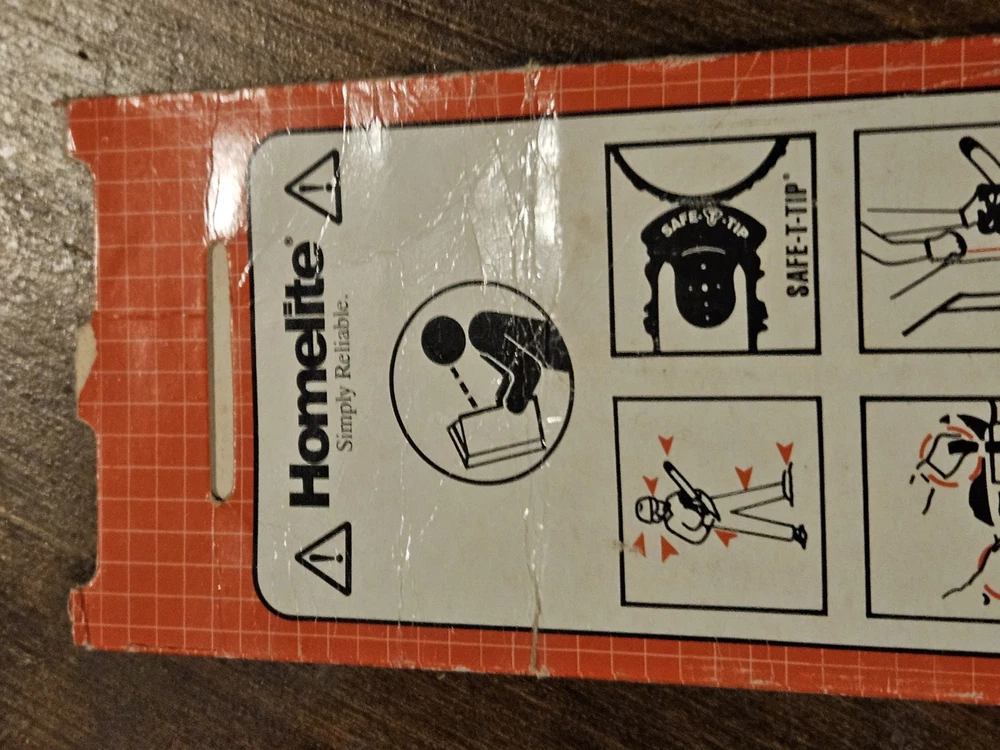 Homelite®
Simply Reliable.
SAFE-T-TIP
SAFE-T-TIP®